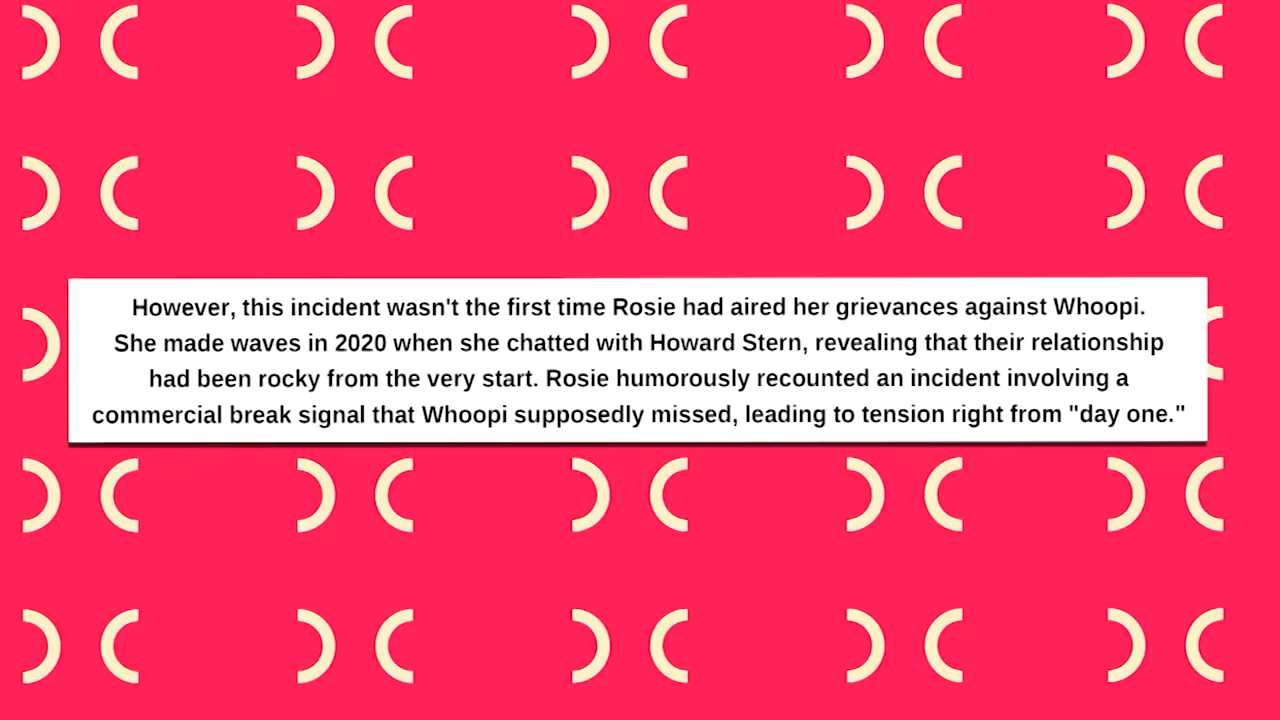 However, this incident wasn't the first time Rosie had aired her grievances against Whoopi.
She made waves in 2020 when she chatted with Howard Stern, revealing that their relationship
had been rocky from the very start. Rosie humorously recounted an incident involving a
commercial break signal that Whoopi supposedly missed, leading to tension right from "day one."